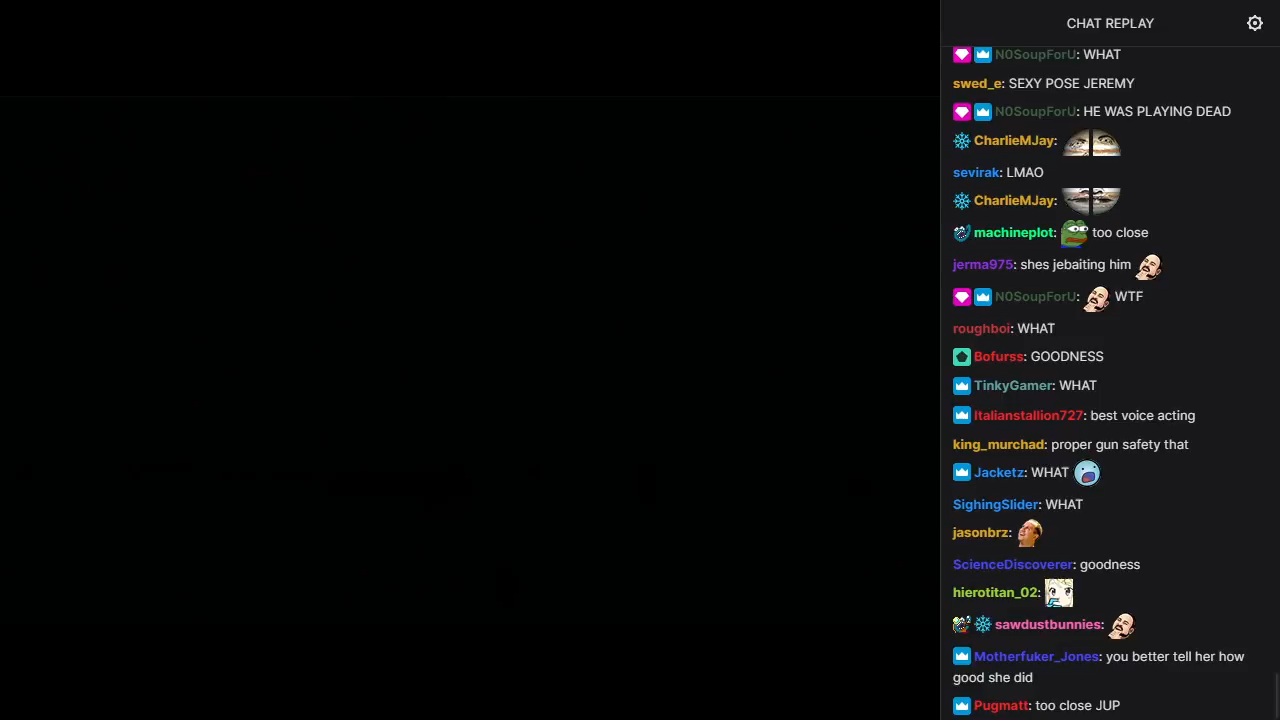 CHAT REPLAY
N0SoupForU: WHAT
swed_e: SEXY POSE JEREMY
N0SoupForU: HE WAS PLAYING DEAD
CharlieMJay:
sevirak: LMAO
CharlieMJay:
machineplot: too close
jerma975: shes jebaiting him
N0SoupForU: WTF
roughboi: WHAT
Bofurss: GOODNESS
TinkyGamer: WHAT
Italianstallion727: best voice acting
king_murchad: proper gun safety that
Jacketz: WHAT
SighingSlider: WHAT
jasonbrz:
ScienceDiscoverer: goodness
hierotitan_02:
sawdustbunnies:
Motherfuker_Jones: you better tell her how
good she did
Pugmatt: too close JUP